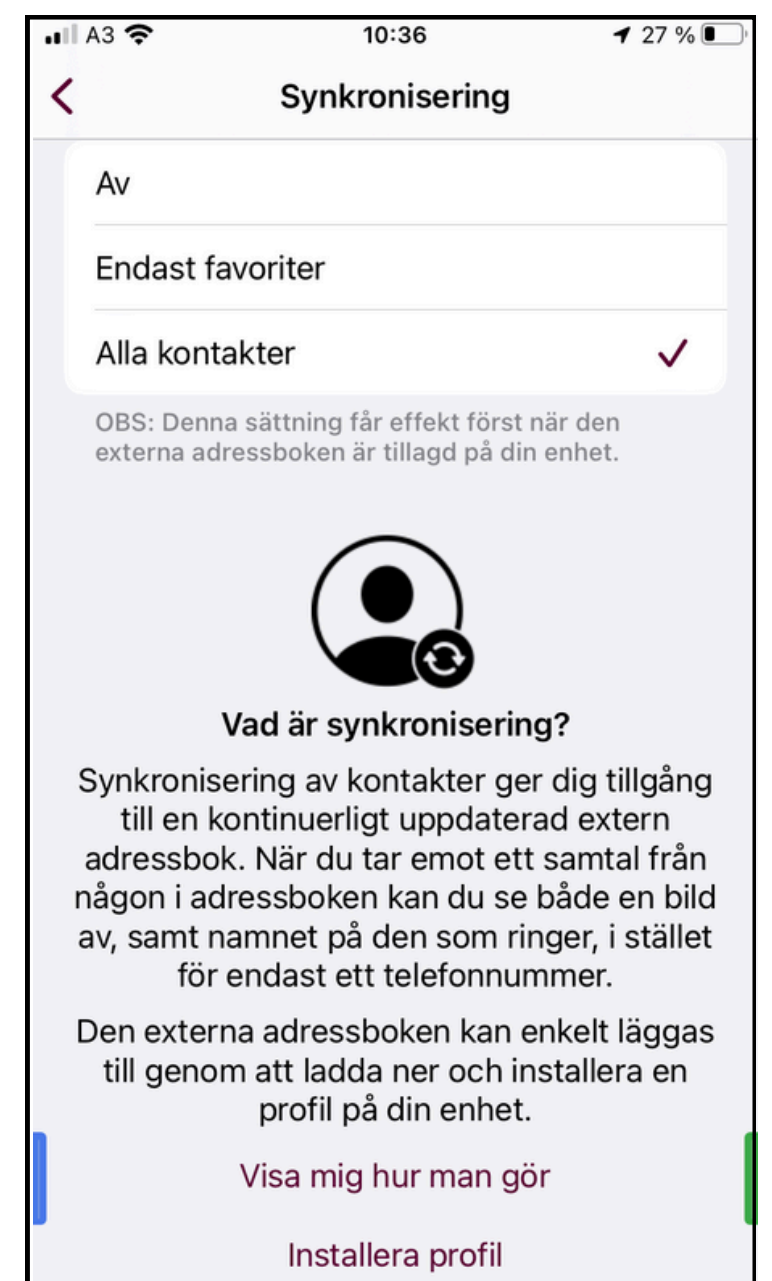 A3 10:36 27 %
Synkronisering
Av
Endast favoriter
Alla kontakter
OBS: Denna sättning får effekt först när den
externa adressboken är tillagd på din enhet.
Vad är synkronisering?
Synkronisering av kontakter ger dig tillgång
till en kontinuerligt uppdaterad extern
adressbok. När du tar emot ett samtal från
någon i adressboken kan du se både en bild
av, samt namnet på den som ringer, i stället
för endast ett telefonnummer.
Den externa adressboken kan enkelt läggas
till genom att ladda ner och installera en
profil på din enhet.
Visa mig hur man gör
Installera profil